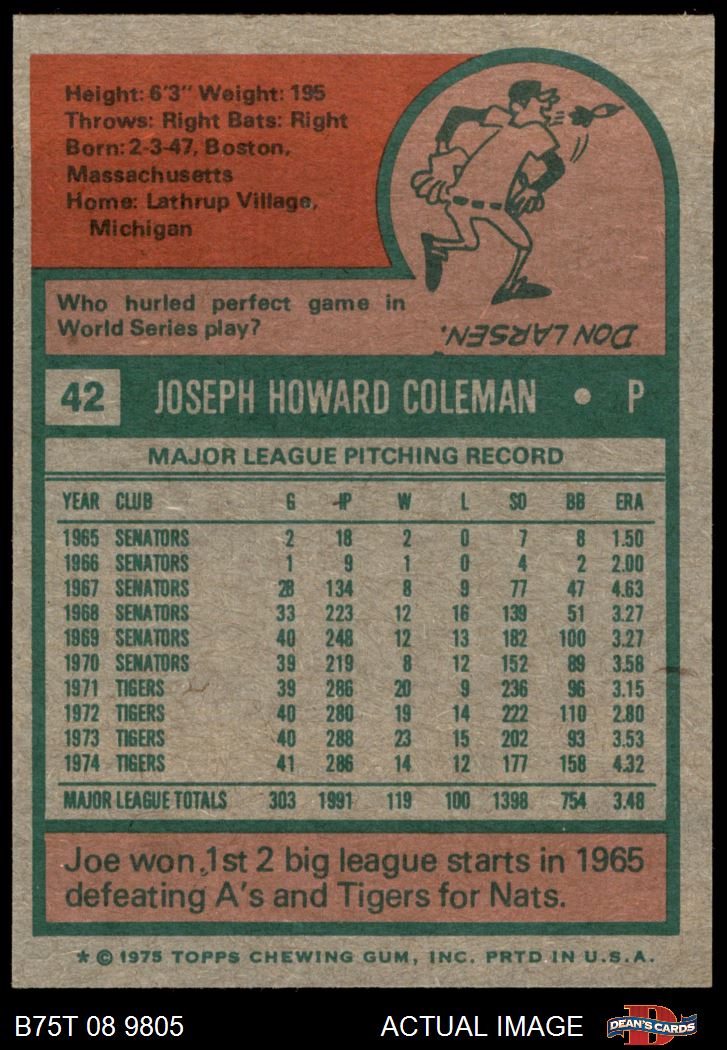 Height: 6'3" Weight: 195
Throws: Right Bats: Right
Born: 2-3-47, Boston,
Massachusetts
Home: Lathrup Village,
Michigan
Who hurled perfect game in
World Series play?
DON LARSEN.
42 JOSEPH HOWARD COLEMAN • P
MAJOR LEAGUE PITCHING RECORD
YEAR CLUB G IP W L SO BB ERA
1965 SENATORS 2 18 2 0 7 8 1.50
1966 SENATORS 1 9 1 0 4 2 2.00
1967 SENATORS 28 134 8 9 77 47 4.63
1968 SENATORS 33 223 12 16 139 51 3.27
1969 SENATORS 40 248 12 13 182 100 3.27
1970 SENATORS 39 219 8 12 152 89 3.58
1971 TIGERS 39 286 20 9 236 96 3.15
1972 TIGERS 40 280 19 14 222 110 2.80
1973 TIGERS 40 288 23 15 202 93 3.53
1974 TIGERS 41 286 14 12 177 158 4.32
MAJOR LEAGUE TOTALS 303 1991 119 100 1398 754 3.48
Joe won 1st 2 big league starts in 1965
defeating A's and Tigers for Nats.
* © 1975 TOPPS CHEWING GUM, INC. PRTD IN U.S.A.
B75T 08 9805 ACTUAL IMAGE D DEAN'S CARDS